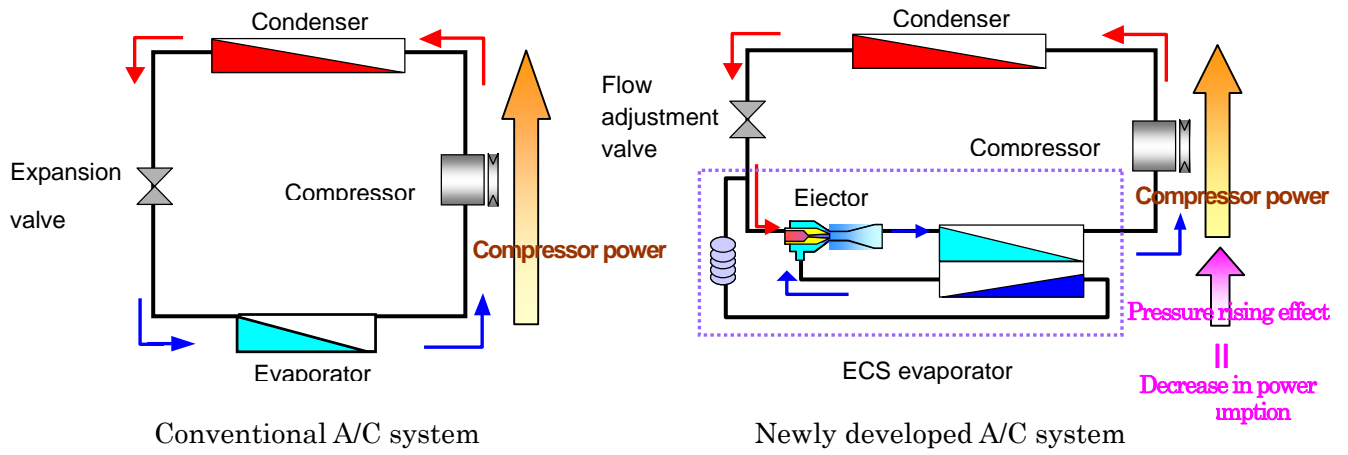 Condenser
Expansion
valve
Compressor
Compressor power
Evaporator
Conventional A/C system
Condenser
Flow
adjustment
valve
Compressor
Compressor power
Ejector
Pressure rising effect
=
Decrease in power
umption
ECS evaporator
Newly developed A/C system